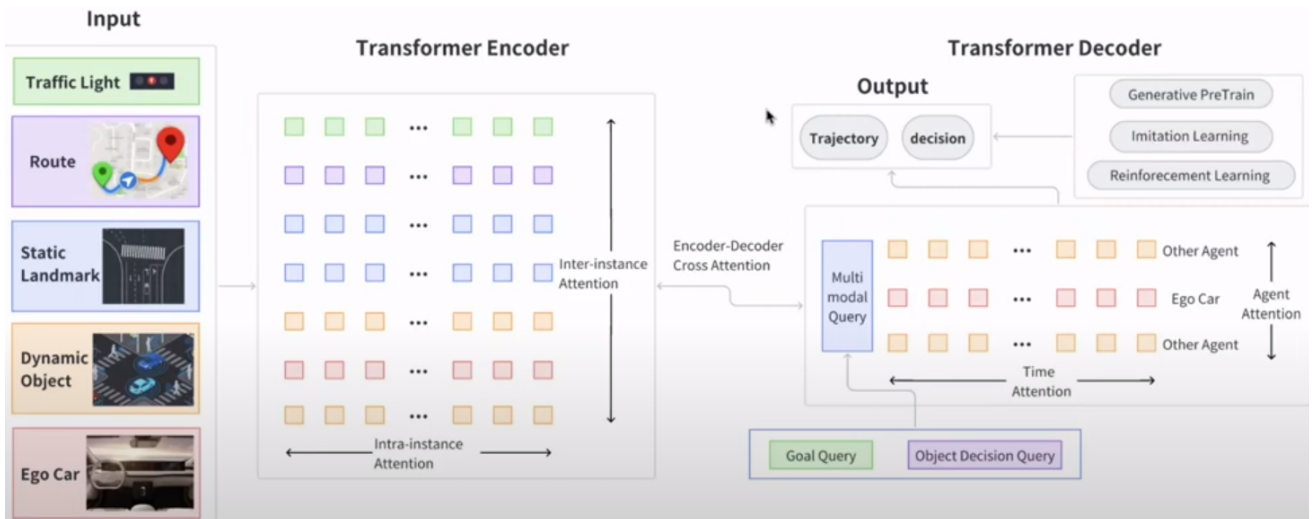 Input
Traffic Light
Route
Static
Landmark
Dynamic
Object
Ego Car
Transformer Encoder
...
...
...
...
...
...
...
Inter-instance
Attention
Intra-instance
Attention
Encoder-Decoder
Cross Attention
Transformer Decoder
Output
Trajectory
decision
Generative PreTrain
Imitation Learning
Reinforecement Learning
Multi
modal
Query
...
Other Agent
...
Ego Car
...
Other Agent
Agent
Attention
Time
Attention
Goal Query
Object Decision Query